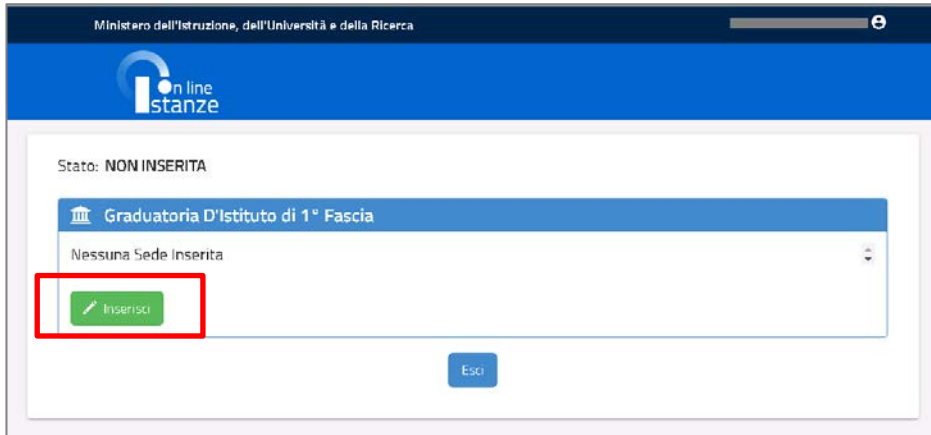 Ministero dell'Istruzione, dell'Università e della Ricerca
On line
Istanze
Stato: NON INSERITA
Graduatoria D'Istituto di 1° Fascia
Nessuna Sede Inserita
Inserisci
Esci